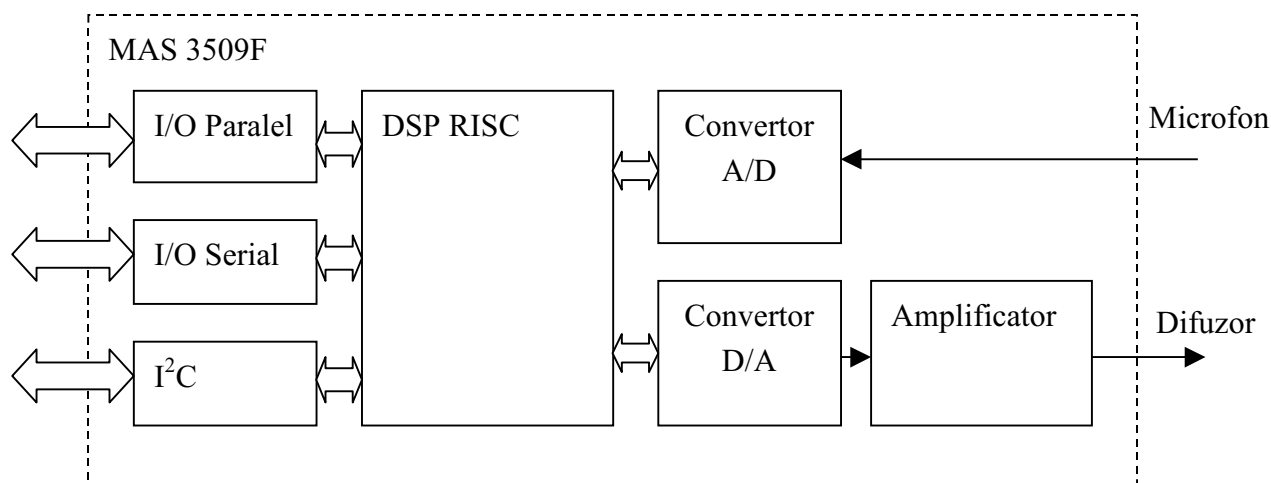 MAS 3509F
I/O Paralel
DSP RISC
Convertor
A/D
Microfon
I/O Serial
Convertor
D/A
Amplificator
Difuzor
I²C